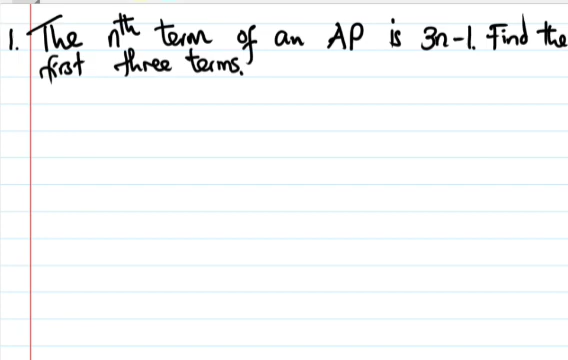 1. The nth term of an AP is 3n-1. Find the
first three terms.